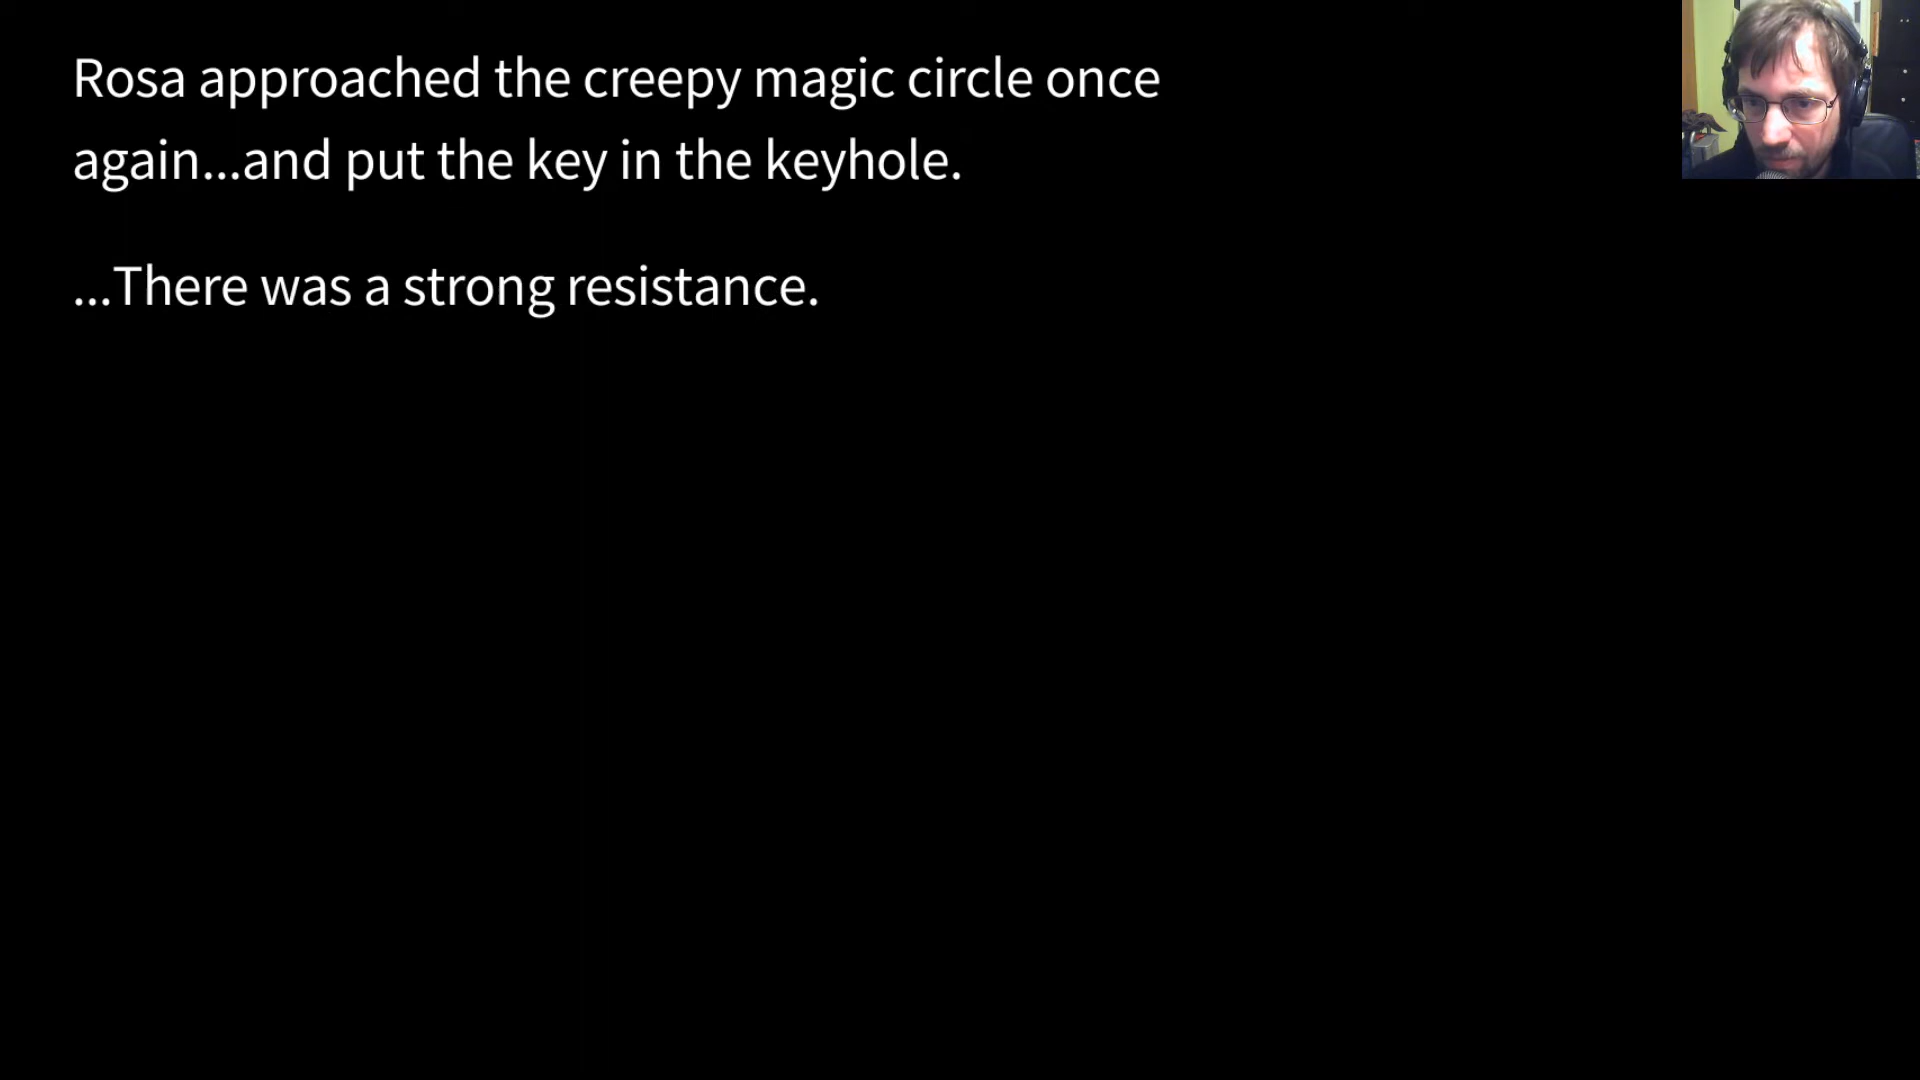 Rosa approached the creepy magic circle once
again...and put the key in the keyhole.
...There was a strong resistance.